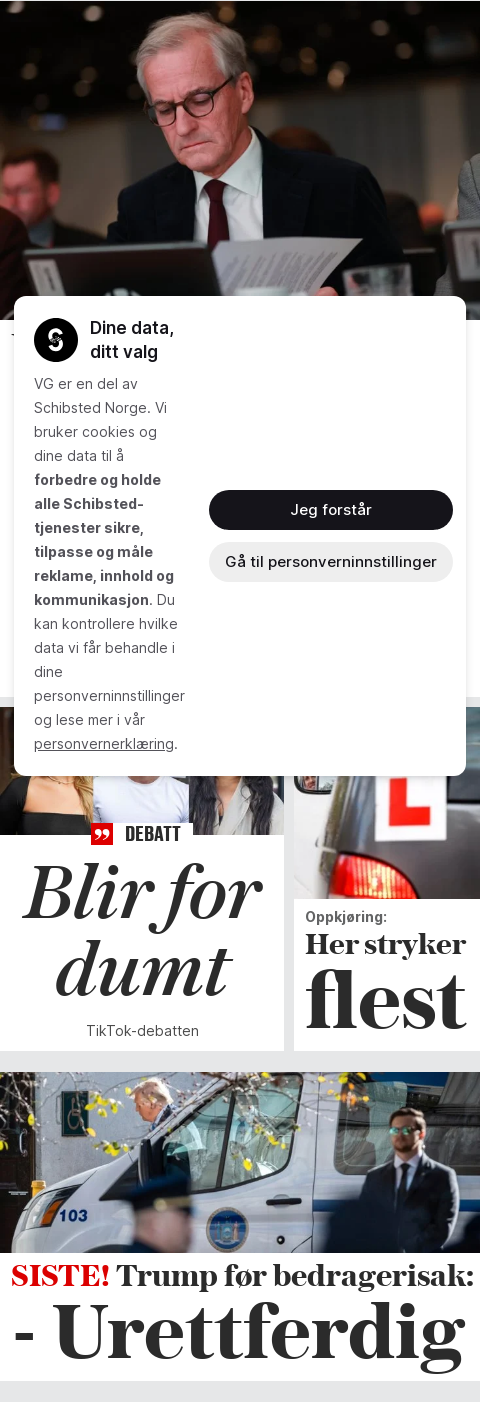 Dine data,
ditt valg
VG er en del av
Schibsted Norge. Vi
bruker cookies og
dine data til å
forbedre og holde
alle Schibsted-
tjenester sikre,
tilpasse og måle
reklame, innhold og
kommunikasjon. Du
kan kontrollere hvilke
data vi får behandle i
dine
personverninnstillinger
og lese mer i vår
personvernerklæring.
Jeg forstår
Gå til personverninnstillinger
DEBATT
Blir for
dumt
TikTok-debatten
L
Oppkjøring:
Her stryker
flest
103
SISTE! Trump før bedragerisak:
- Urettferdig